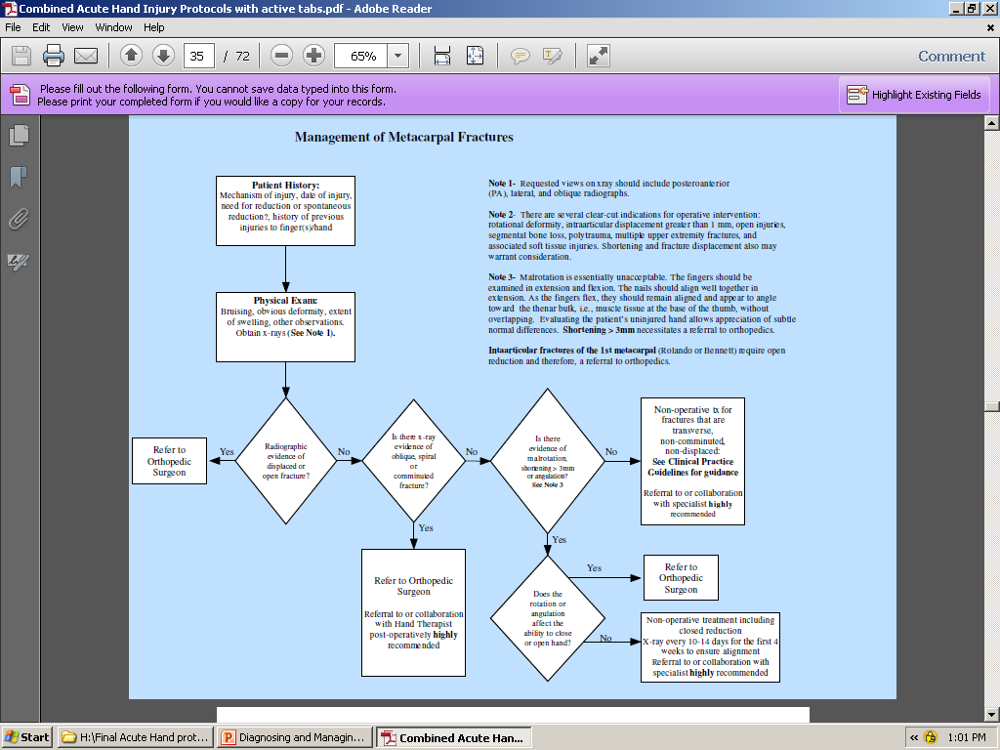 Combined Acute Hand Injury Protocols with active tabs.pdf - Adobe Reader
File Edit View Window Help
35 / 72 65% Comment
Please fill out the following form. You cannot save data typed into this form.
Please print your completed form if you would like a copy for your records.
Highlight Existing Fields
Management of Metacarpal Fractures
Patient History:
Mechanism of injury, date of injury,
need for reduction or spontaneous
reduction?, history of previous
injuries to finger(s)/hand
Physical Exam:
Bruising, obvious deformity, extent
of swelling, other observations.
Obtain x-rays (See Note 1).
Note 1- Requested views on xray should include posteroanterior
(PA), lateral, and oblique radiographs.
Note 2- There are several clear-cut indications for operative intervention:
rotational deformity, intraarticular displacement greater than 1 mm, open injuries,
segmental bone loss, polytrauma, multiple upper extremity fractures, and
associated soft tissue injuries. Shortening and fracture displacement also may
warrant consideration.
Note 3- Malrotation is essentially unacceptable. The fingers should be
examined in extension and flexion. The nails should align well together in
extension. As the fingers flex, they should remain aligned and appear to angle
toward the thenar bulk, i.e., muscle tissue at the base of the thumb, without
overlapping. Evaluating the patient's uninjured hand allows appreciation of subtle
normal differences. Shortening > 3mm necessitates a referral to orthopedics.
Intaarticular fractures of the 1st metacarpal (Rolando or Bennett) require open
reduction and therefore, a referral to orthopedics.
Refer to
Orthopedic
Surgeon
Yes
Radiographic
evidence of
displaced or
open fracture?
No
Is there x-ray
evidence of
oblique, spiral
or
comminuted
fracture?
No
Is there
evidence of
malrotation,
shortening > 3mm
or angulation?
See Note 3
No
Non-operative tx for
fractures that are
transverse,
non-comminuted,
non-displaced:
See Clinical Practice
Guidelines for guidance
Referral to or collaboration
with specialist highly
recommended
Yes
Refer to Orthopedic
Surgeon
Referral to or collaboration
with Hand Therapist
post-operatively highly
recommended
Yes
Does the
rotation or
angulation
affect the
ability to close
or open hand?
Yes
Refer to
Orthopedic
Surgeon
No
Non-operative treatment including
closed reduction
X-ray every 10-14 days for the first 4
weeks to ensure alignment
Referral to or collaboration with
specialist highly recommended
Start H:\Final Acute Hand prot... Diagnosing and Managin... Combined Acute Han... 1:01 PM